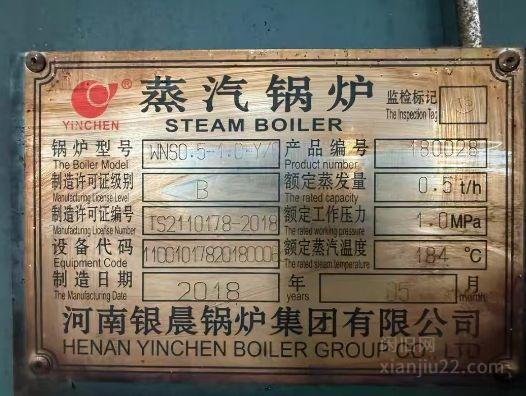 YINCHEN ®
蒸汽锅炉
STEAM BOILER
监检标记
The Inspection Tag
锅炉型号 WNS0.5-1.0-Y/ 产品编号 180028
The Boiler Model Product number
制造许可证级别 B 额定蒸发量 0.5 t/h
Manufacturing License Level The rated capacity
制造许可证编号 TS2110178-2018 额定工作压力 1.0 MPa
Manufacturing License Number The rated working pressure
设备代码 11001017820180008 额定蒸汽温度 184 ℃
Equipment Code The rated steam temperature
制造日期 2018 年 05 月
The Manufacturing Date years month
河南银晨锅炉集团有限公司
HENAN YINCHEN BOILER GROUP CO., LTD
闲旧网
xianjiu22.com